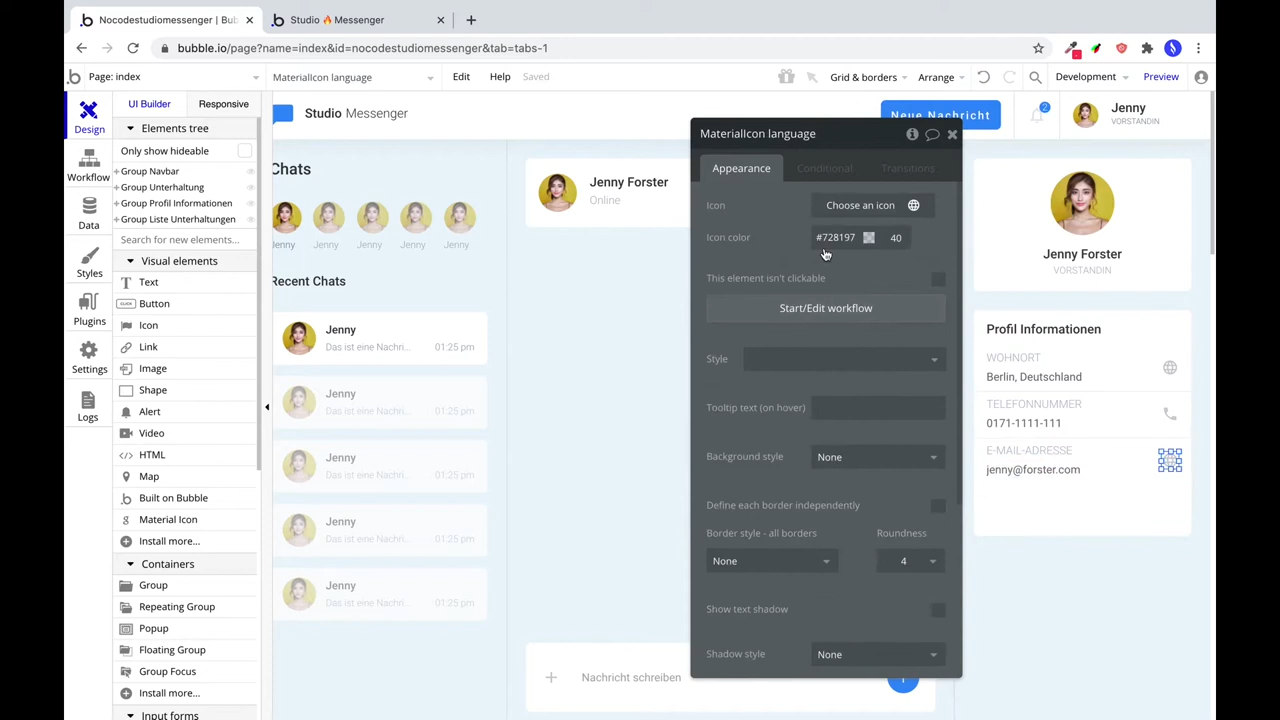 Nocodestudiomessenger | Bub
Studio 🔥 Messenger
bubble.io/page?name=index&id=nocodestudiomessenger&tab=tabs-1
Page: index
MaterialIcon language
Edit
Help
Saved
Grid & borders
Arrange
Development
Preview
Design
Workflow
Data
Styles
Plugins
Settings
Logs
UI Builder
Responsive
Elements tree
Only show hideable
Group Navbar
Group Unterhaltung
Group Profil Informationen
Group Liste Unterhaltungen
Search for new elements...
Visual elements
Text
CLICK
Button
Icon
Link
Image
Shape
Alert
Video
HTML
Map
Built on Bubble
Material Icon
Install more...
Containers
Group
Repeating Group
Popup
Floating Group
Group Focus
Install more...
Input forms
Studio Messenger
Neue Nachricht
2
Jenny
VORSTANDIN
Chats
Jenny
Jenny
Jenny
Jenny
Jenny
Recent Chats
Jenny
Das ist eine Nachri...
01:25 pm
Jenny
Das ist eine Nachri...
01:25 pm
Jenny
Das ist eine Nachri...
01:25 pm
Jenny
Das ist eine Nachri...
01:25 pm
Jenny
Das ist eine Nachri...
01:25 pm
Jenny Forster
Online
Nachricht schreiben
MaterialIcon language
Appearance
Conditional
Transitions
Icon
Choose an icon
Icon color
#728197
40
This element isn't clickable
Start/Edit workflow
Style
Tooltip text (on hover)
Background style
None
Define each border independently
Border style - all borders
Roundness
None
4
Show text shadow
Shadow style
None
Jenny Forster
VORSTANDIN
Profil Informationen
WOHNORT
Berlin, Deutschland
TELEFONNUMMER
0171-1111-111
E-MAIL-ADRESSE
jenny@forster.com